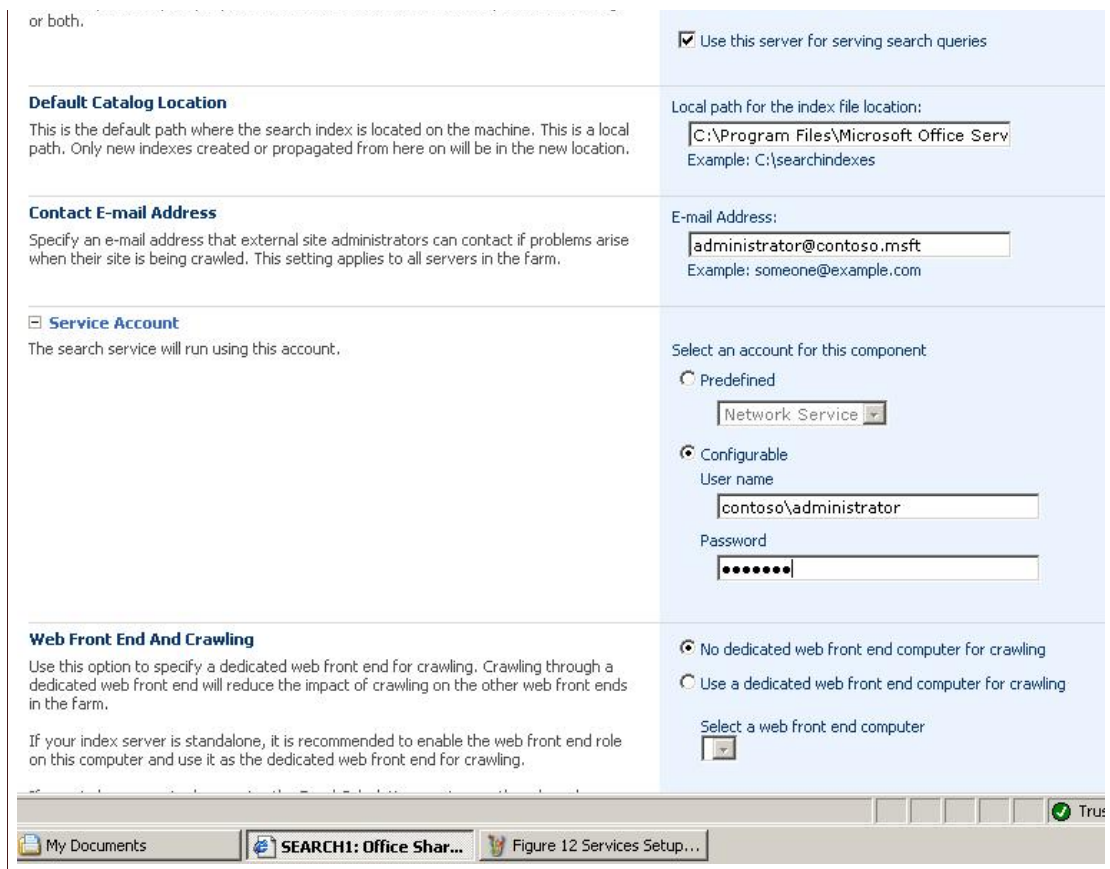 or both.
Use this server for serving search queries
Default Catalog Location
This is the default path where the search index is located on the machine. This is a local
path. Only new indexes created or propagated from here on will be in the new location.
Local path for the index file location:
C:\Program Files\Microsoft Office Serv
Example: C:\searchindexes
Contact E-mail Address
Specify an e-mail address that external site administrators can contact if problems arise
when their site is being crawled. This setting applies to all servers in the farm.
E-mail Address:
administrator@contoso.msft
Example: someone@example.com
Service Account
The search service will run using this account.
Select an account for this component
Predefined
Network Service
Configurable
User name
contoso\administrator
Password
•••••••
Web Front End And Crawling
Use this option to specify a dedicated web front end for crawling. Crawling through a
dedicated web front end will reduce the impact of crawling on the other web front ends
in the farm.
If your index server is standalone, it is recommended to enable the web front end role
on this computer and use it as the dedicated web front end for crawling.
No dedicated web front end computer for crawling
Use a dedicated web front end computer for crawling
Select a web front end computer
Trus
My Documents
SEARCH1: Office Shar...
Figure 12 Services Setup...